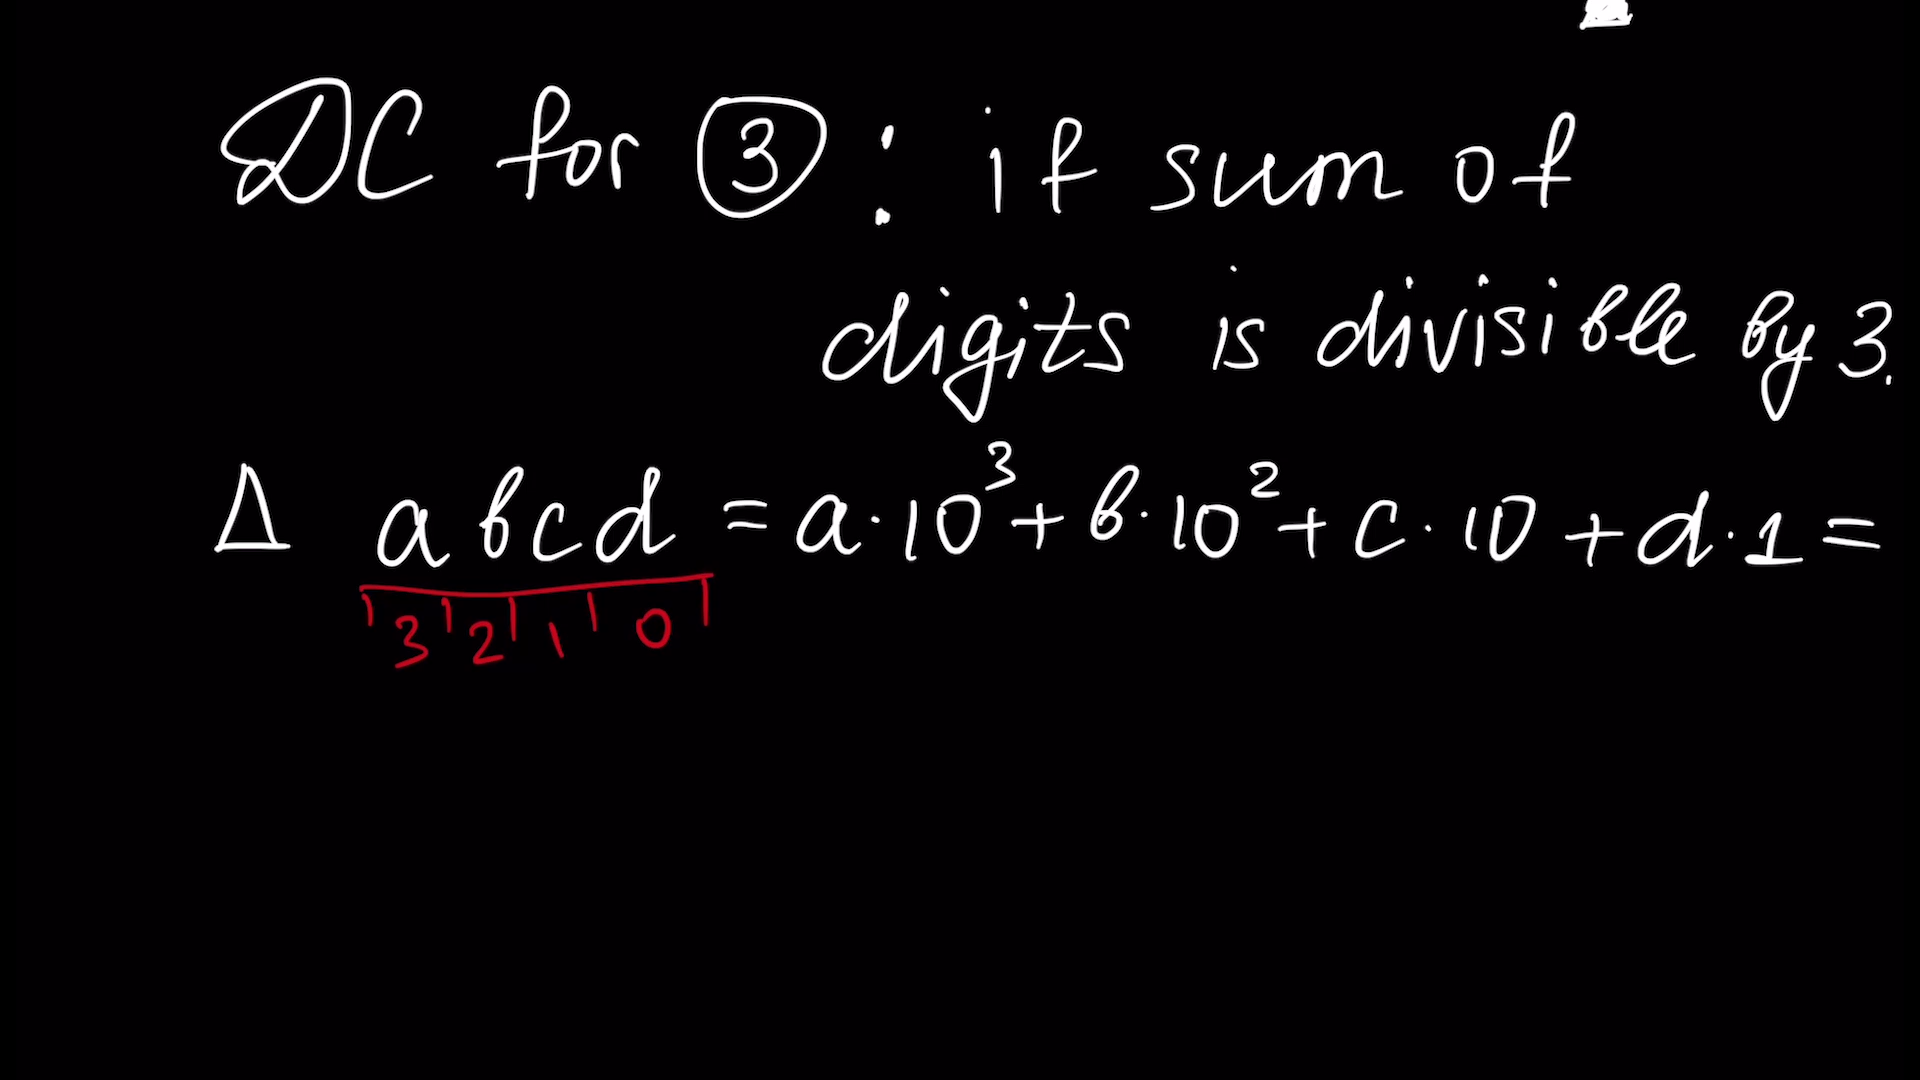 DC for ③ : if sum of
digits is divisible by 3.
Δ abcd = a·10³ + b·10² + c·10 + d·1 =
3 2 1 0